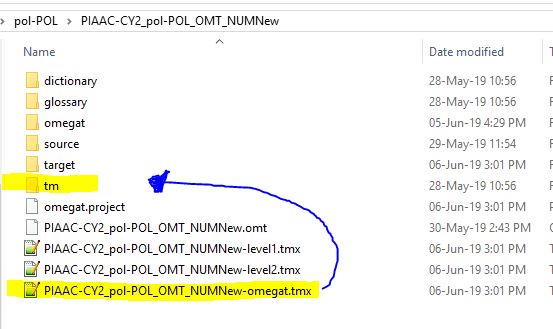 pol-POL > PIAAC-CY2_pol-POL_OMT_NUMNew
Name Date modified
dictionary 28-May-19 10:56
glossary 28-May-19 10:56
omegat 05-Jun-19 4:29 PM
source 29-May-19 11:54
target 06-Jun-19 3:01 PM
tm 28-May-19 10:56
omegat.project 06-Jun-19 3:01 PM
PIAAC-CY2_pol-POL_OMT_NUMNew.omt 30-May-19 2:43 PM
PIAAC-CY2_pol-POL_OMT_NUMNew-level1.tmx 06-Jun-19 3:01 PM
PIAAC-CY2_pol-POL_OMT_NUMNew-level2.tmx 06-Jun-19 3:01 PM
PIAAC-CY2_pol-POL_OMT_NUMNew-omegat.tmx 06-Jun-19 3:01 PM